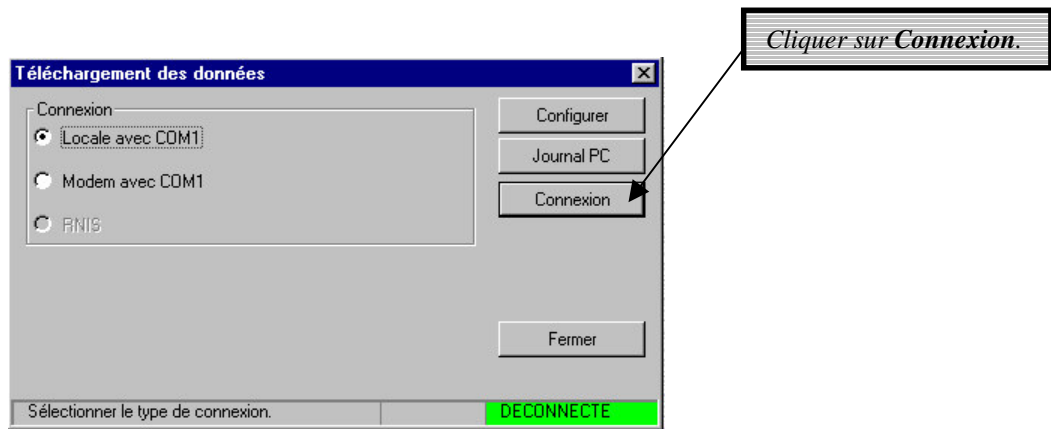 Cliquer sur Connexion.
Téléchargement des données
Connexion
Locale avec COM1
Modem avec COM1
RNIS
Configurer
Journal PC
Connexion
Fermer
Sélectionner le type de connexion.
DECONNECTE